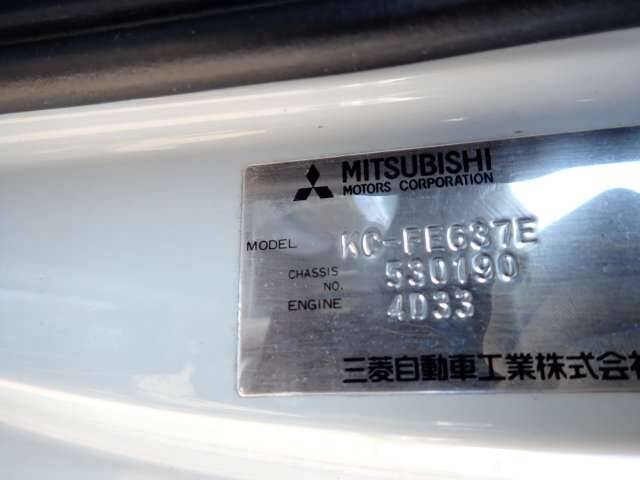 MITSUBISHI
MOTORS CORPORATION
MODEL KC-FE637E
CHASSIS NO. 530190
ENGINE 4D33
三菱自動車工業株式会社